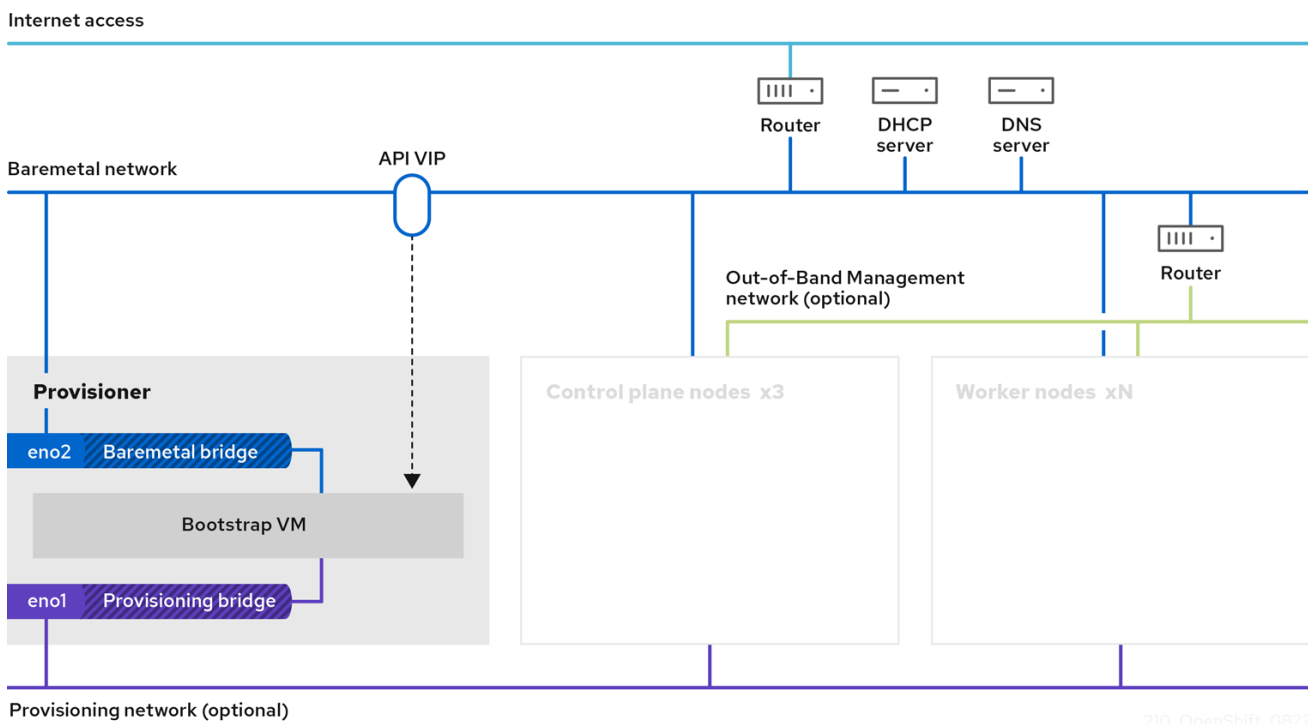 Internet access
Router
DHCP
server
DNS
server
API VIP
Baremetal network
Router
Out-of-Band Management
network (optional)
Provisioner
Control plane nodes x3
Worker nodes xN
eno2
Baremetal bridge
Bootstrap VM
eno1
Provisioning bridge
Provisioning network (optional)
210_OpenShift_0822